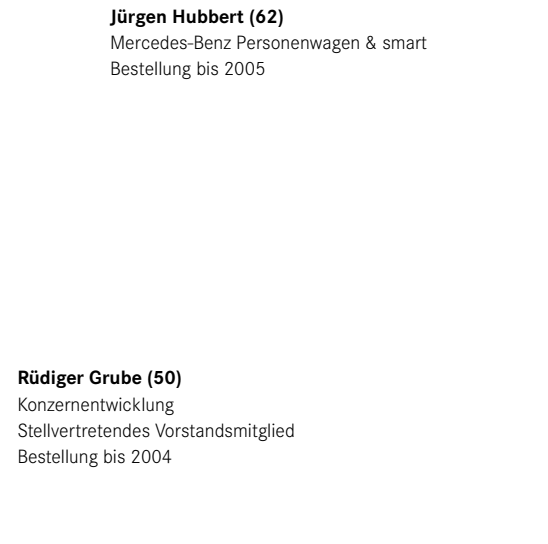 Jürgen Hubbert (62)
Mercedes-Benz Personenwagen & smart
Bestellung bis 2005
Rüdiger Grube (50)
Konzernentwicklung
Stellvertretendes Vorstandsmitglied
Bestellung bis 2004